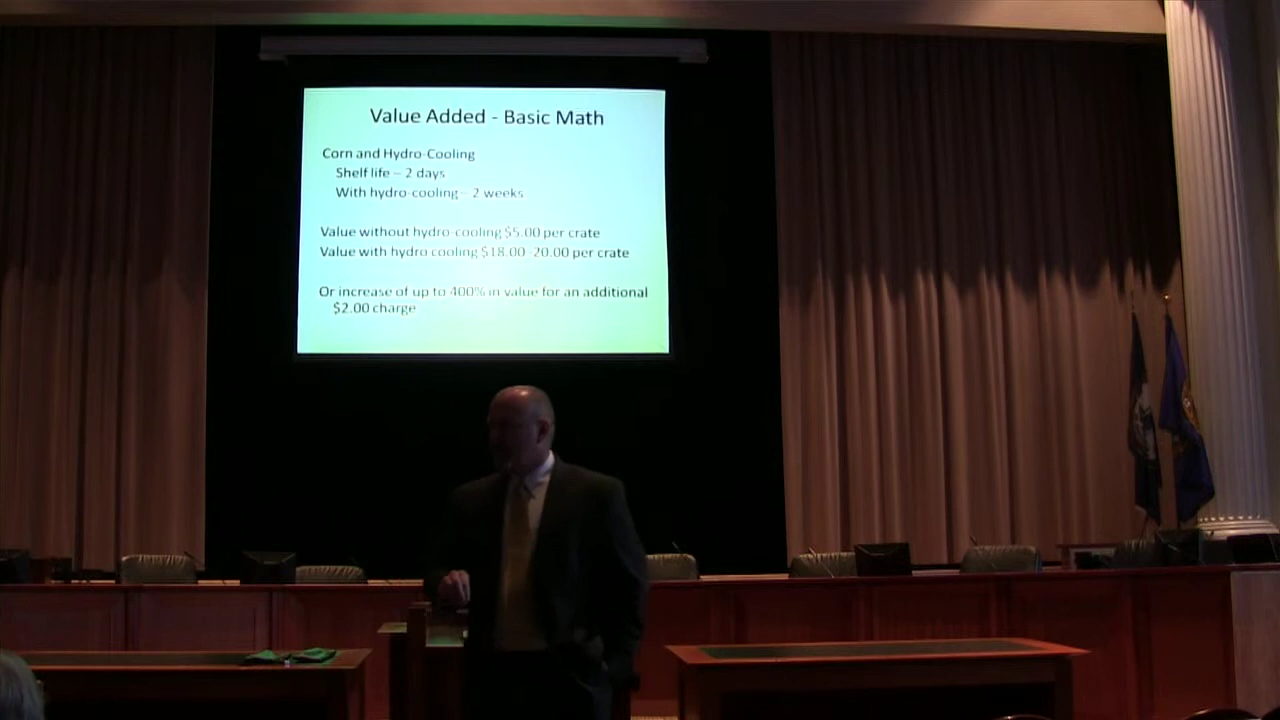 Value Added - Basic Math
Corn and Hydro-Cooling
Shelf life – 2 days
With hydro-cooling – 2 weeks
Value without hydro-cooling $5.00 per crate
Value with hydro cooling $18.00-20.00 per crate
Or increase of up to 400% in value for an additional
$2.00 charge